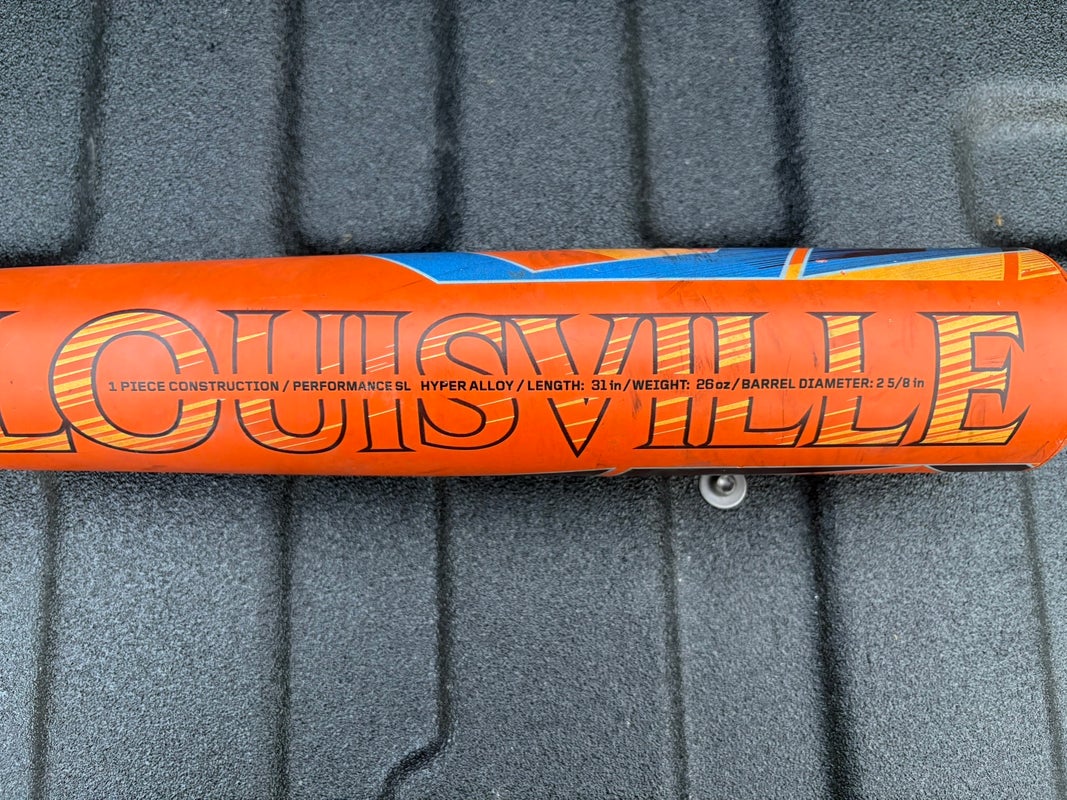 LOUISVILLE
1 PIECE CONSTRUCTION / PERFORMANCE SL HYPER ALLOY / LENGTH: 31 in / WEIGHT: 26 oz / BARREL DIAMETER: 2 5/8 in